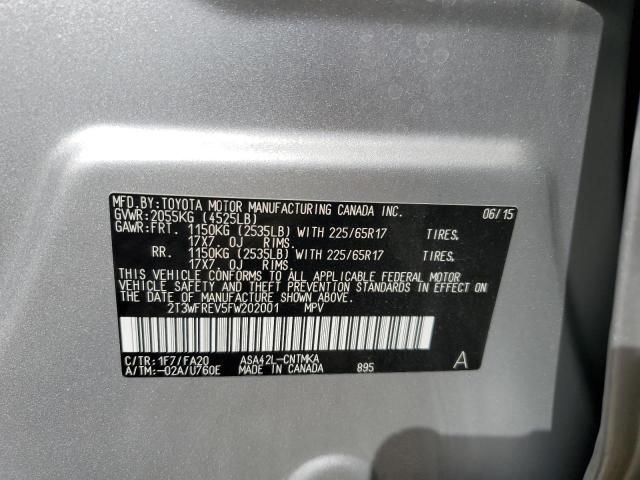 MFD.BY:TOYOTA MOTOR MANUFACTURING CANADA INC. 06/15
GVWR:2055KG (4525LB)
GAWR:FRT. 1150KG (2535LB) WITH 225/65R17 TIRES.
17X7.0J RIMS.
RR. 1150KG (2535LB) WITH 225/65R17 TIRES.
17X7.0J RIMS.
THIS VEHICLE CONFORMS TO ALL APPLICABLE FEDERAL MOTOR
VEHICLE SAFETY AND THEFT PREVENTION STANDARDS IN EFFECT
ON THE DATE OF MANUFACTURE SHOWN ABOVE.
2T3WFREV5FW202001 MPV
C/TR:1F7/FA20 ASA42L-CNTMKA A
A/TM:-02A/U760E MADE IN CANADA 895